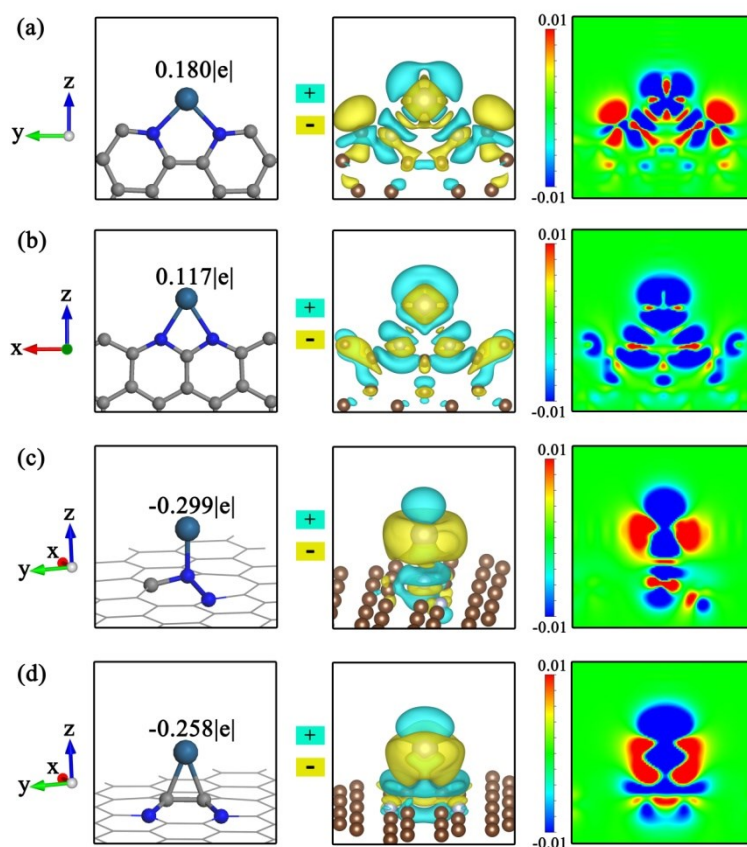 (a)
z
y
0.180|e|
+
-
0.01
-0.01
(b)
z
x
0.117|e|
+
-
0.01
-0.01
(c)
z
x
y
-0.299|e|
+
-
0.01
-0.01
(d)
z
x
y
-0.258|e|
+
-
0.01
-0.01